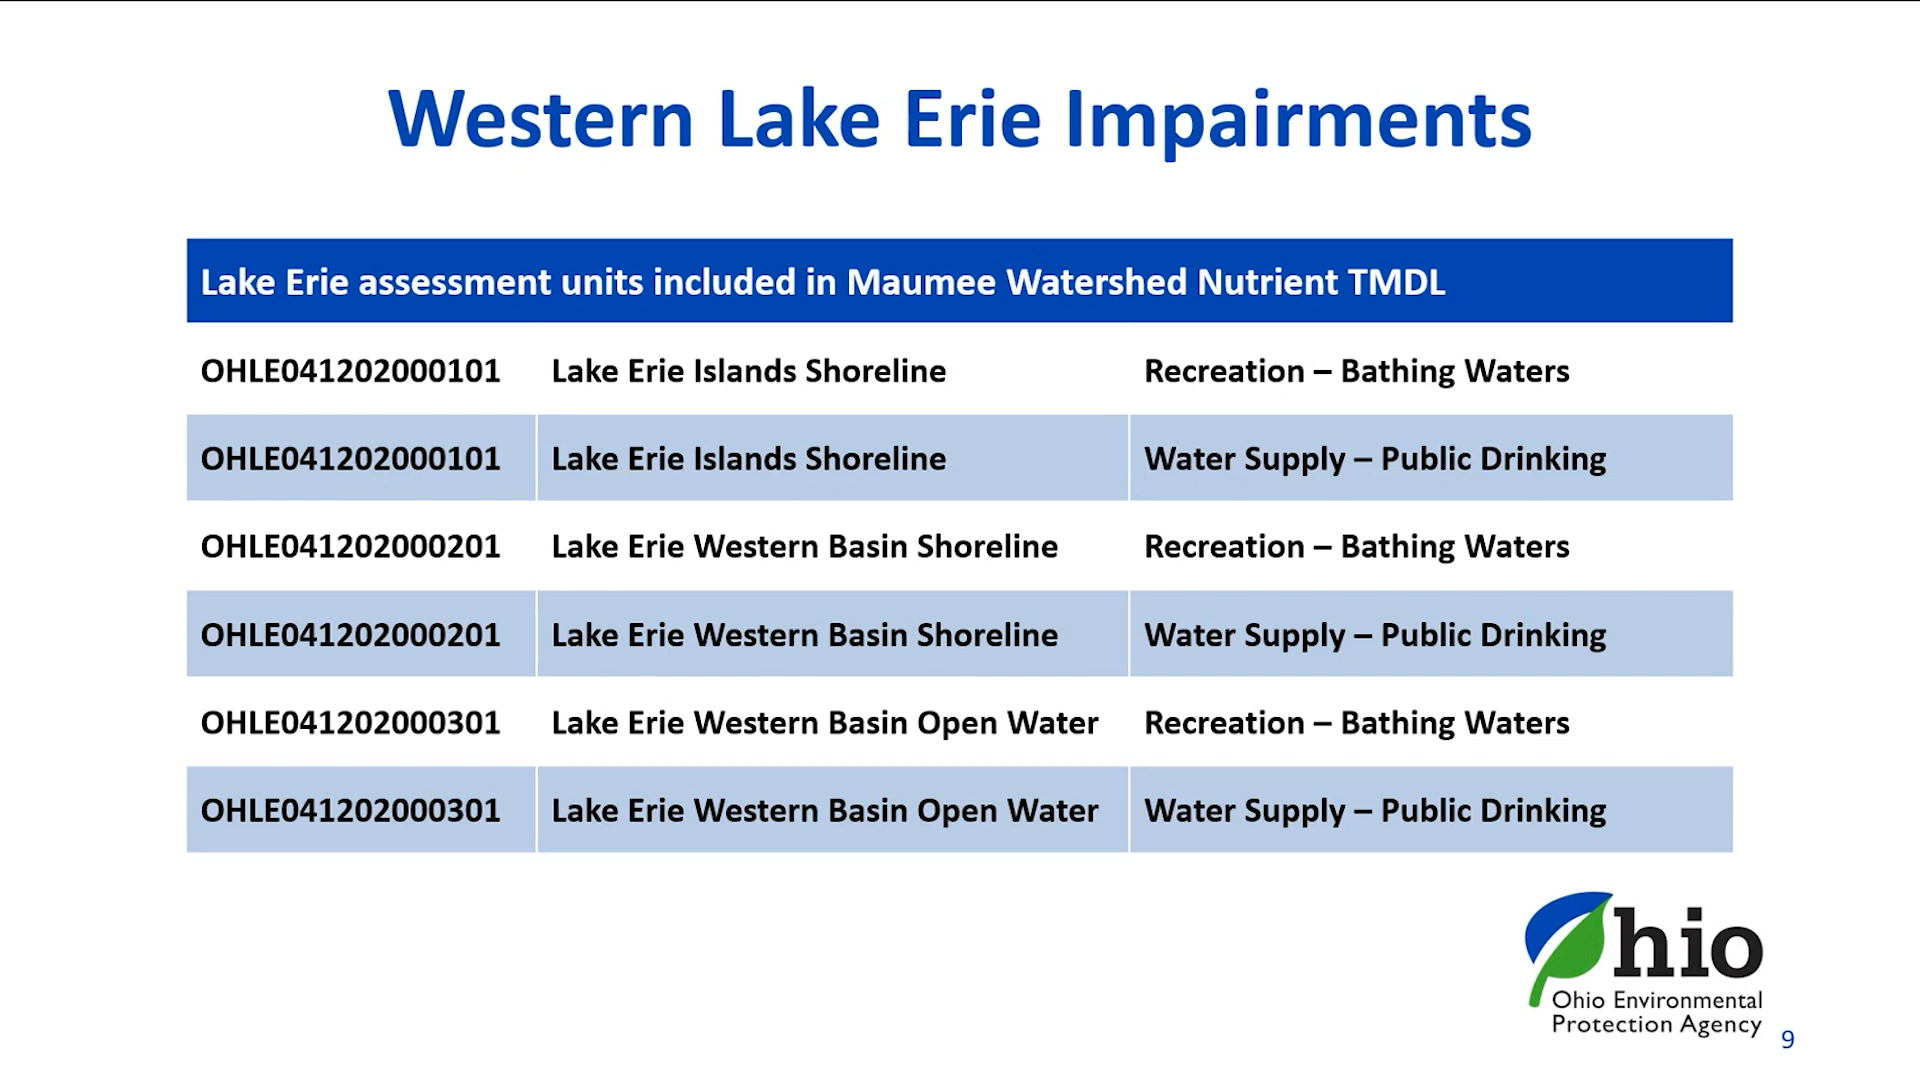 Western Lake Erie Impairments
Lake Erie assessment units included in Maumee Watershed Nutrient TMDL
OHLE041202000101 Lake Erie Islands Shoreline Recreation – Bathing Waters
OHLE041202000101 Lake Erie Islands Shoreline Water Supply – Public Drinking
OHLE041202000201 Lake Erie Western Basin Shoreline Recreation – Bathing Waters
OHLE041202000201 Lake Erie Western Basin Shoreline Water Supply – Public Drinking
OHLE041202000301 Lake Erie Western Basin Open Water Recreation – Bathing Waters
OHLE041202000301 Lake Erie Western Basin Open Water Water Supply – Public Drinking
Ohio
Ohio Environmental
Protection Agency
9